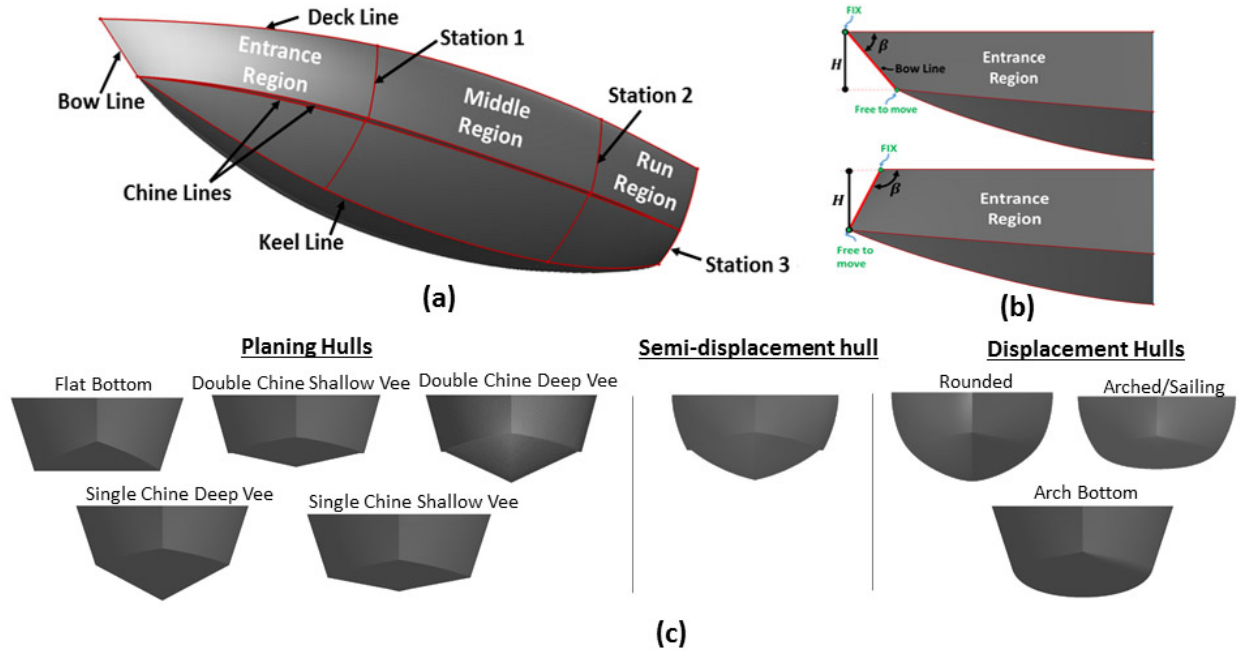 Deck Line
Station 1
Entrance
Region
Bow Line
Middle
Region
Station 2
Run
Region
Chine Lines
Keel Line
Station 3
(a)
FIX
β
H
Bow Line
Entrance
Region
Free to move
FIX
β
H
Entrance
Region
Free to
move
(b)
Planing Hulls
Semi-displacement hull
Displacement Hulls
Flat Bottom
Double Chine Shallow Vee
Double Chine Deep Vee
Rounded
Arched/Sailing
Single Chine Deep Vee
Single Chine Shallow Vee
Arch Bottom
(c)